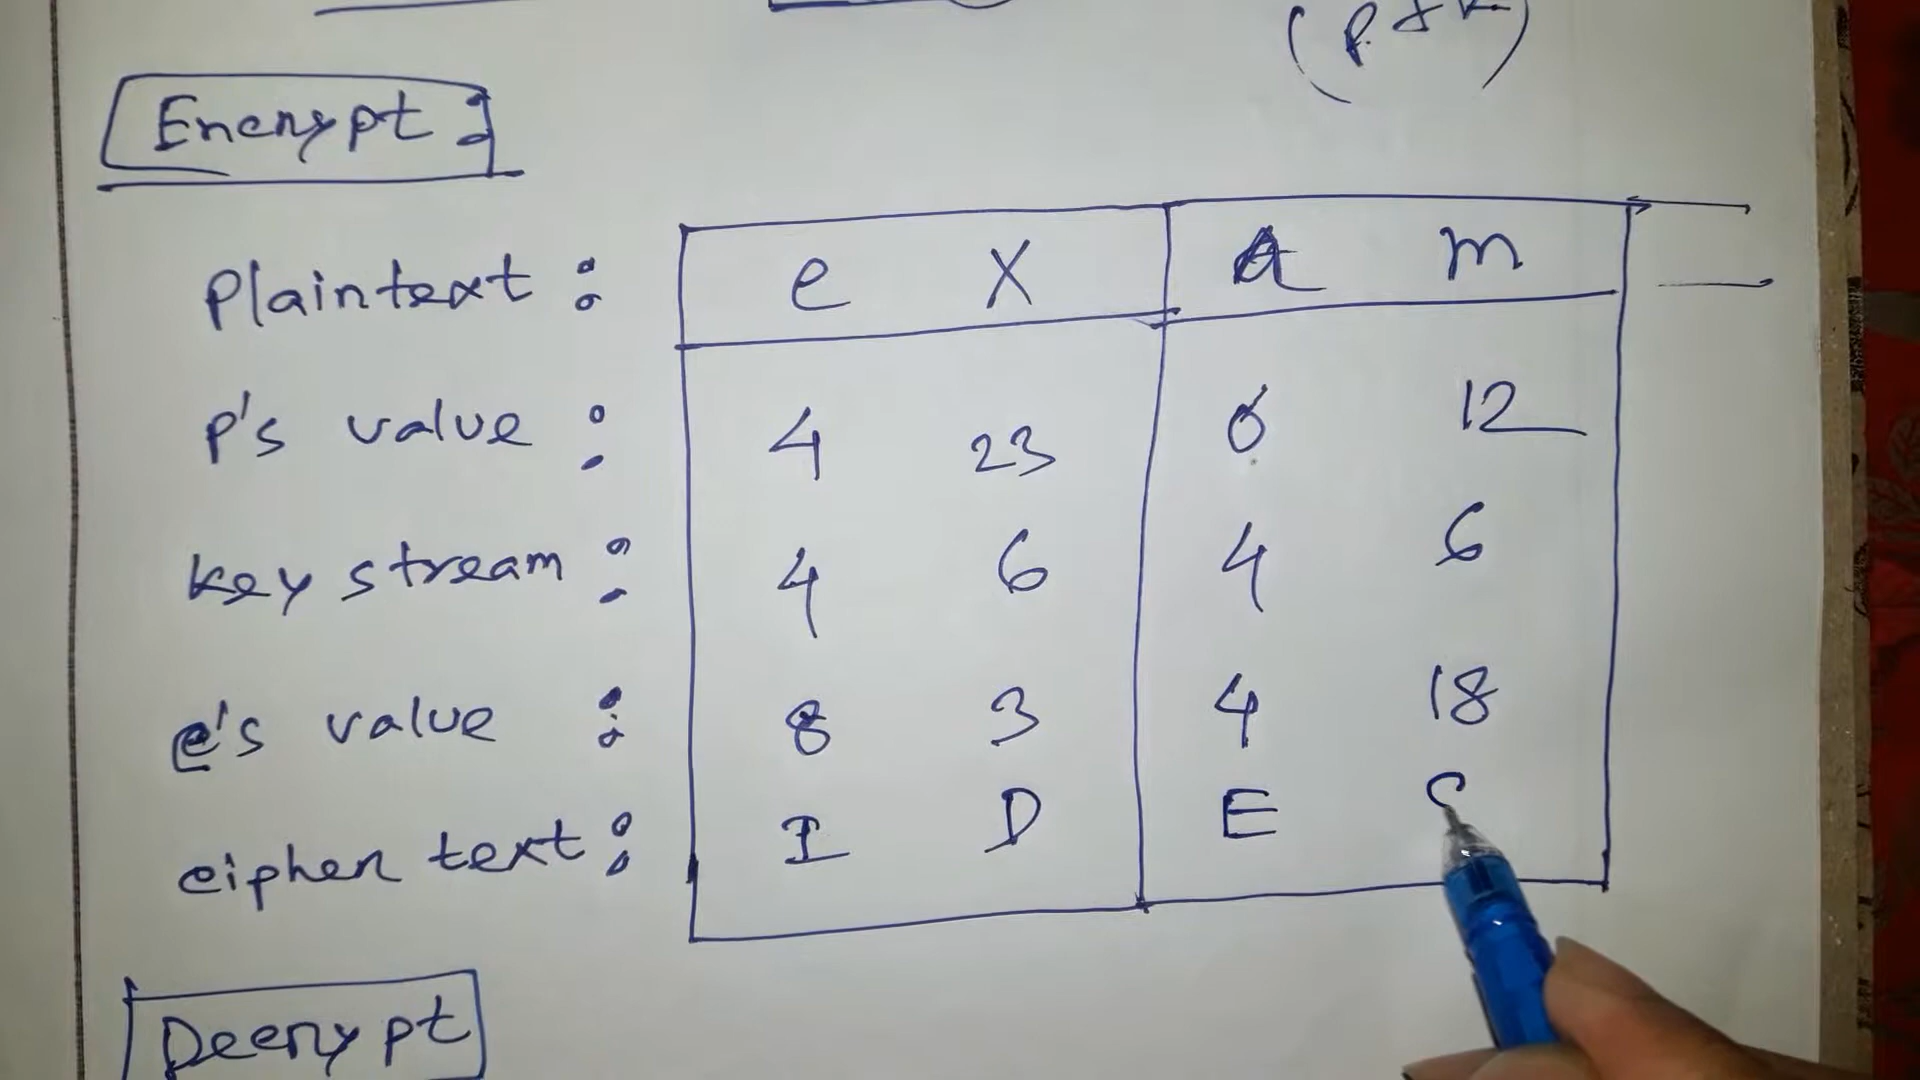 Encrypt :
Plaintext : e x a m
p's value : 4 23 0 12
key stream : 4 6 4 6
c's value : 8 3 4 18
cipher text : I D E S
Decrypt